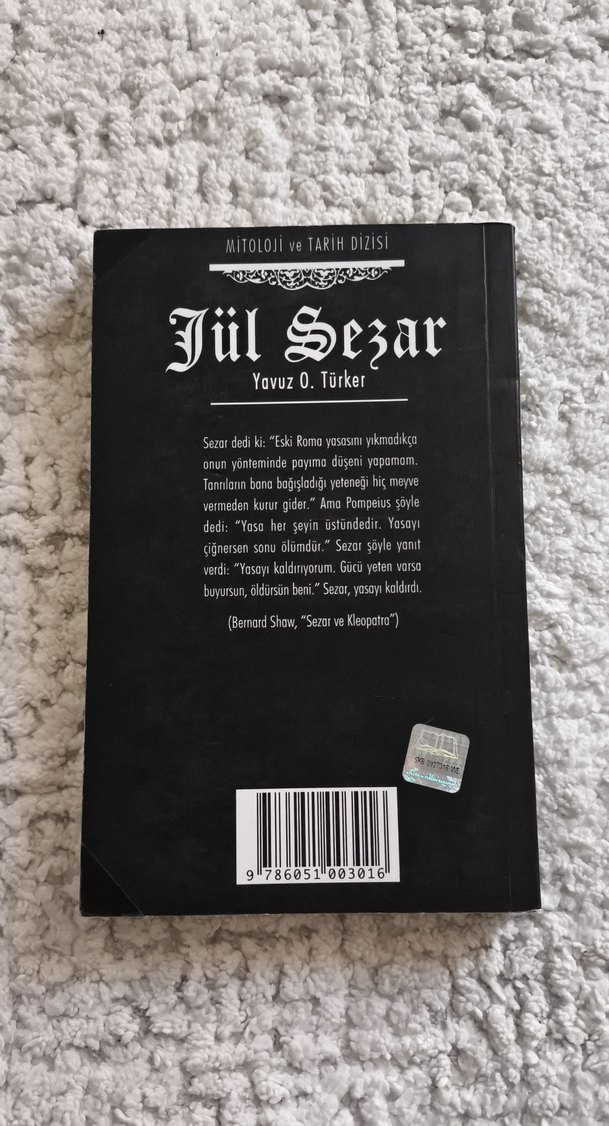 MİTOLOJİ ve TARİH DİZİSİ
Jül Sezar
Yavuz O. Türker
Sezar dedi ki: “Eski Roma yasasını yıkmadıkça
onun yönteminde payıma düşeni yapamam.
Tanrıların bana bağışladığı yeteneği hiç meyve
vermeden kurur gider.” Ama Pompeius şöyle
dedi: “Yasa her şeyin üstündedir. Yasayı
çiğnersen sonu ölümdür.” Sezar şöyle yanıt
verdi: “Yasayı kaldırıyorum. Gücü yeten varsa
buyursun, öldürsün beni.” Sezar, yasayı kaldırdı.
(Bernard Shaw, “Sezar ve Kleopatra”)
9 786051 003016